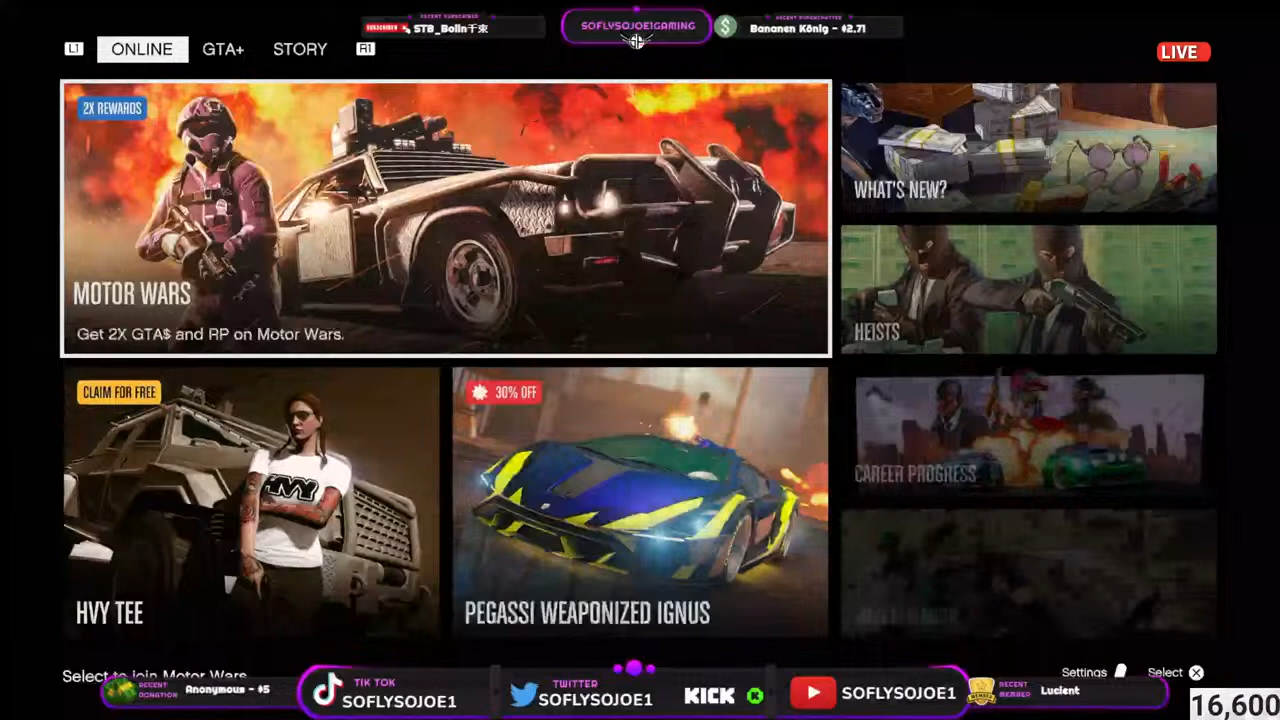 RECENT SUBSCRIBER
SUBSCRIBED STB_Bolin千束
SOFLYSOJOE1GAMING
$ Bananen König - $2.71
L1 ONLINE GTA+ STORY R1
LIVE
2X REWARDS
MOTOR WARS
Get 2X GTA$ and RP on Motor Wars.
WHAT'S NEW?
HEISTS
CAREER PROGRESS
CLAIM FOR FREE
HVY
HVY TEE
30% OFF
PEGASSI WEAPONIZED IGNUS
Select to join Motor Wars
Settings Select
RECENT DONATION Anonymous - $5
TIK TOK
SOFLYSOJOE1
TWITTER
SOFLYSOJOE1
KICK K
SOFLYSOJOE1
RECENT MEMBER Lucient
16,600